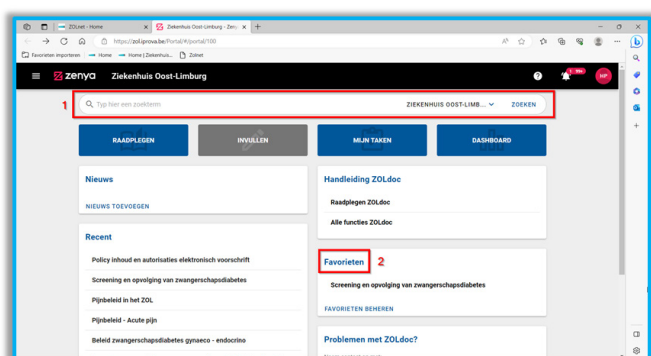 ZOLnet - Home
Ziekenhuis Oost-Limburg - Zeny
https://zol.iprova.be/Portal/#/portal/100
Favorieten importeren
Home
Home | Ziekenhuis...
Zolnet
zenya
Ziekenhuis Oost-Limburg
99+
HP
1
Typ hier een zoekterm
ZIEKENHUIS OOST-LIMB...
ZOEKEN
RAADPLEGEN
INVULLEN
MIJN TAKEN
DASHBOARD
Nieuws
NIEUWS TOEVOEGEN
Handleiding ZOLdoc
Raadplegen ZOLdoc
Alle functies ZOLdoc
Recent
Policy inhoud en autorisaties elektronisch voorschrift
Screening en opvolging van zwangerschapsdiabetes
Pijnbeleid in het ZOL
Pijnbeleid - Acute pijn
Beleid zwangerschapsdiabetes gynaeco - endocrino
Favorieten
2
Screening en opvolging van zwangerschapsdiabetes
FAVORIETEN BEHEREN
Problemen met ZOLdoc?